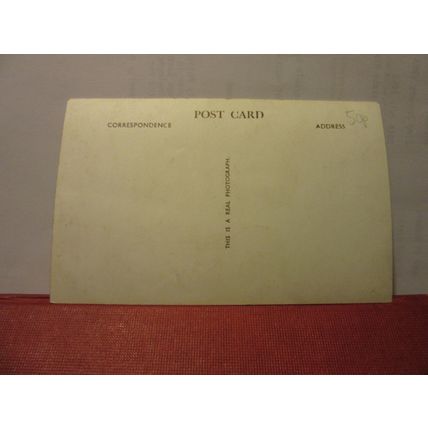 POST CARD
CORRESPONDENCE
ADDRESS
50p
THIS IS A REAL PHOTOGRAPH.